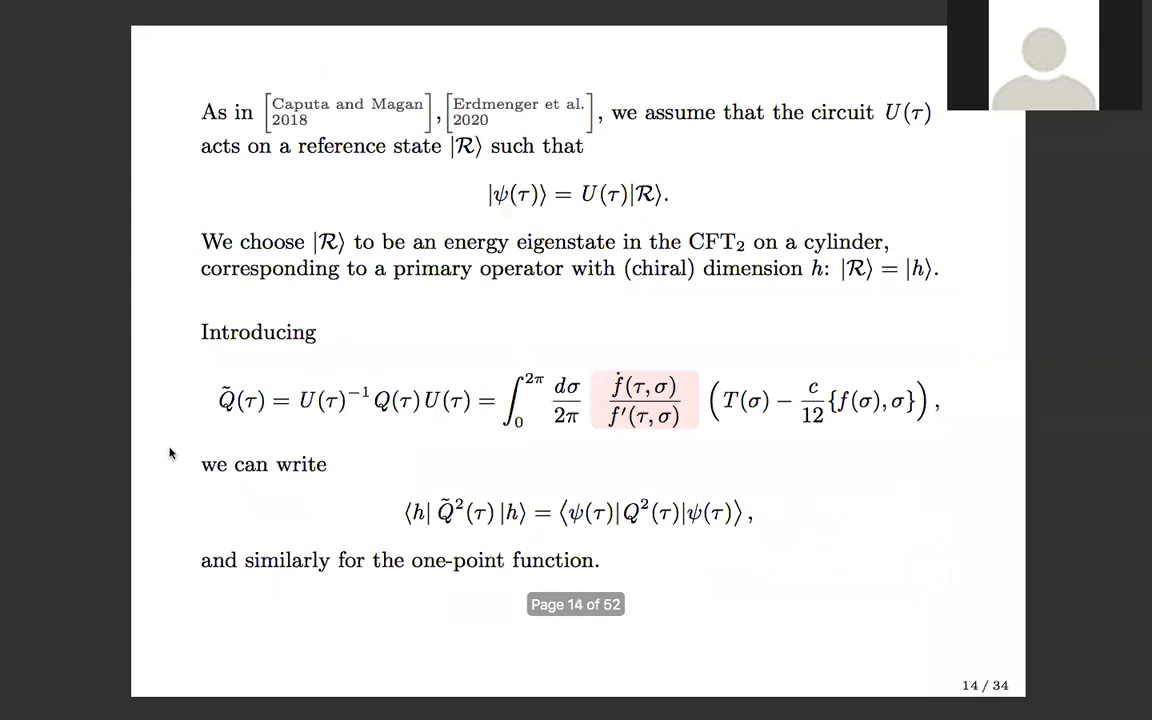 As in [Caputa and Magan 2018], [Erdmenger et al. 2020], we assume that the circuit U(τ)
acts on a reference state |ℛ⟩ such that
|ψ(τ)⟩ = U(τ)|ℛ⟩.
We choose |ℛ⟩ to be an energy eigenstate in the CFT₂ on a cylinder,
corresponding to a primary operator with (chiral) dimension h: |ℛ⟩ = |h⟩.
Introducing
Q̃(τ) = U(τ)⁻¹Q(τ)U(τ) = ∫₀^{2π} dσ/2π ḟ(τ,σ)/f′(τ,σ) (T(σ) − c/12 {f(σ),σ}),
we can write
⟨h| Q̃²(τ) |h⟩ = ⟨ψ(τ)|Q²(τ)|ψ(τ)⟩,
and similarly for the one-point function.
Page 14 of 52
14 / 34